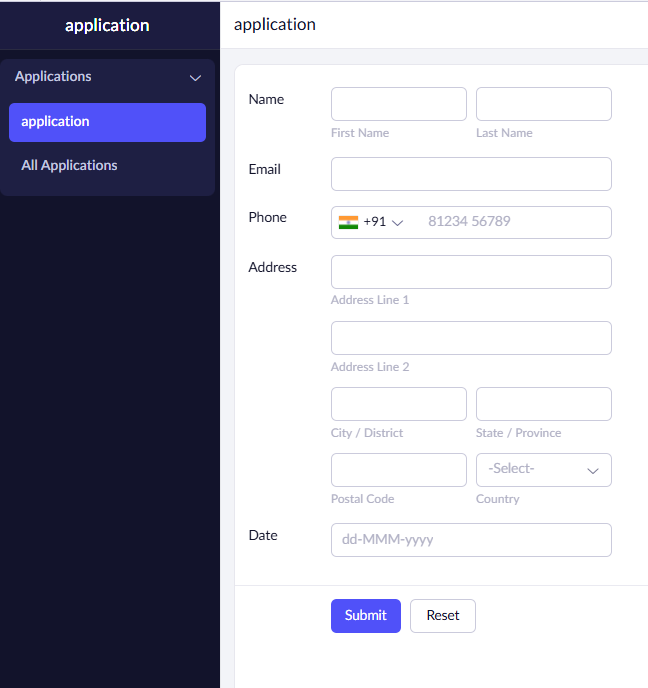 application
application
Applications
application
All Applications
Name
First Name
Last Name
Email
Phone
+91
81234 56789
Address
Address Line 1
Address Line 2
City / District
State / Province
-Select-
Postal Code
Country
Date
dd-MMM-yyyy
Submit
Reset